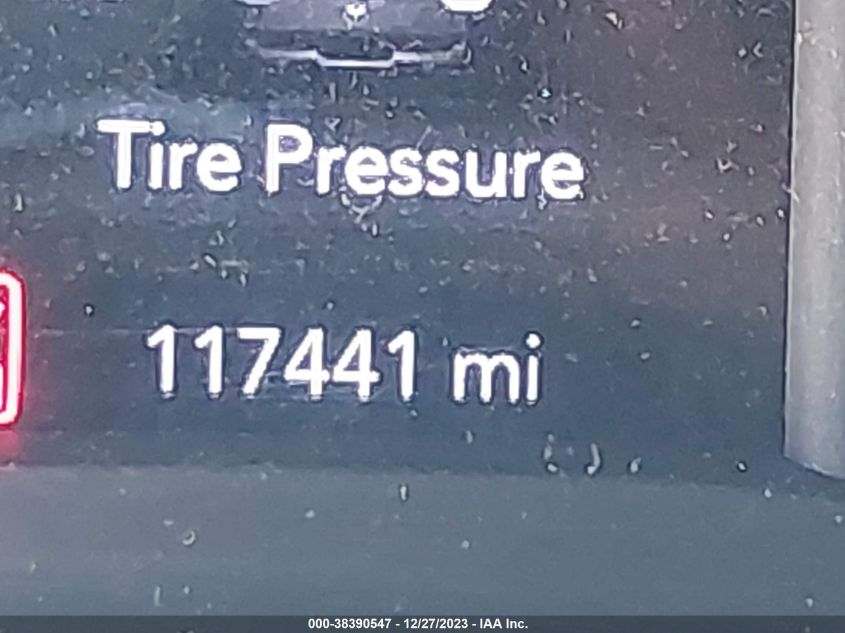 Tire Pressure
117441 mi
000-38390547 - 12/27/2023 - IAA Inc.